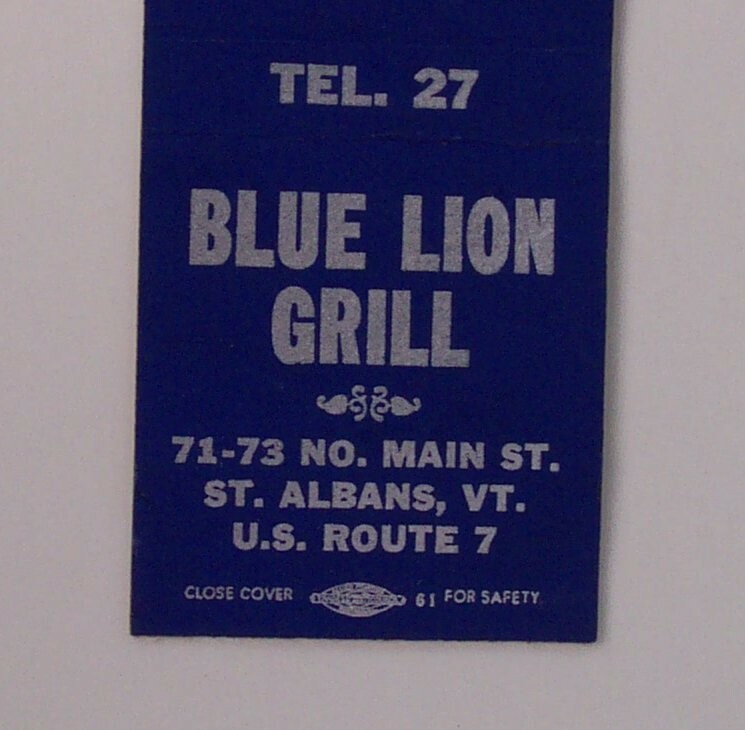 TEL. 27
BLUE LION
GRILL
71-73 NO. MAIN ST.
ST. ALBANS, VT.
U.S. ROUTE 7
CLOSE COVER 61 FOR SAFETY